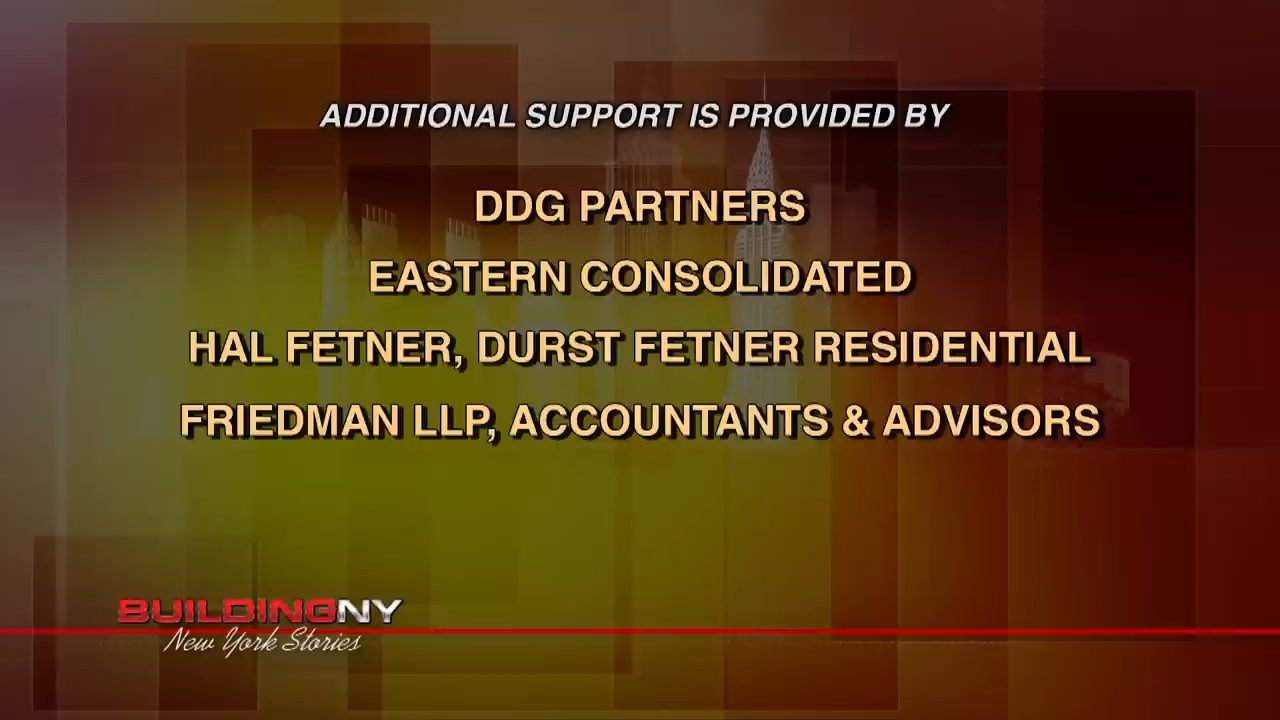 ADDITIONAL SUPPORT IS PROVIDED BY
DDG PARTNERS
EASTERN CONSOLIDATED
HAL FETNER, DURST FETNER RESIDENTIAL
FRIEDMAN LLP, ACCOUNTANTS & ADVISORS
BUILDINGNY
New York Stories